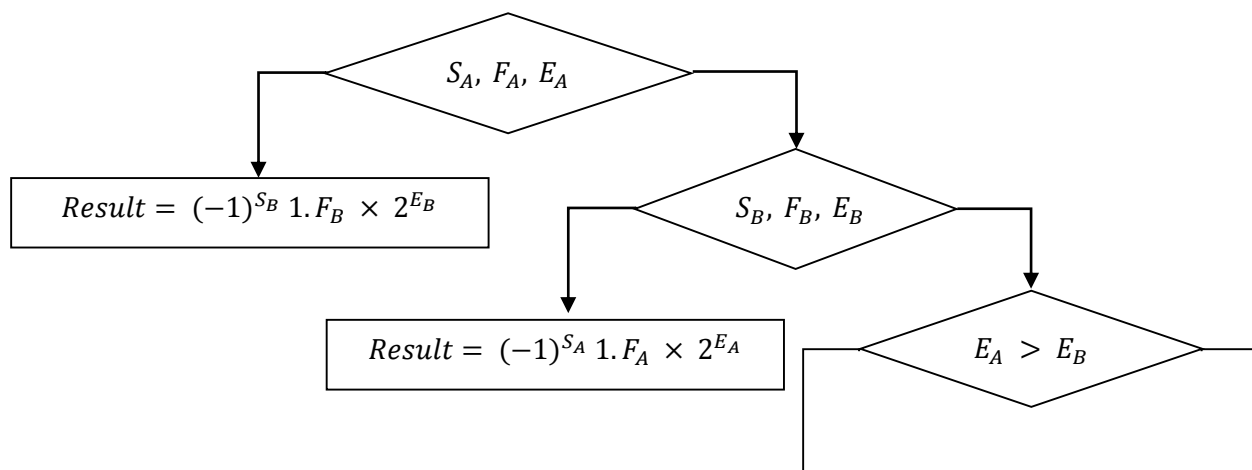 S_A, F_A, E_A
Result = (−1)^{S_B} 1. F_B × 2^{E_B}
S_B, F_B, E_B
Result = (−1)^{S_A} 1. F_A × 2^{E_A}
E_A > E_B